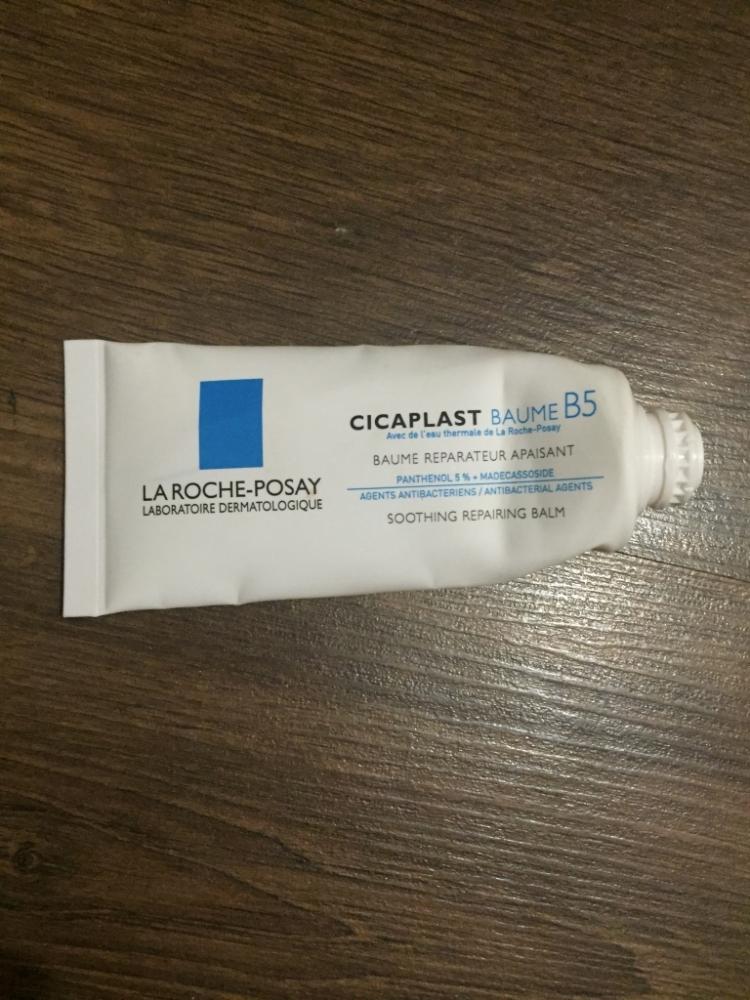 LA ROCHE-POSAY
LABORATOIRE DERMATOLOGIQUE
CICAPLAST BAUME B5
Avec de l'eau thermale de La Roche-Posay
BAUME REPARATEUR APAISANT
PANTHENOL 5 % + MADECASSOSIDE
AGENTS ANTIBACTERIENS / ANTIBACTERIAL AGENTS
SOOTHING REPAIRING BALM